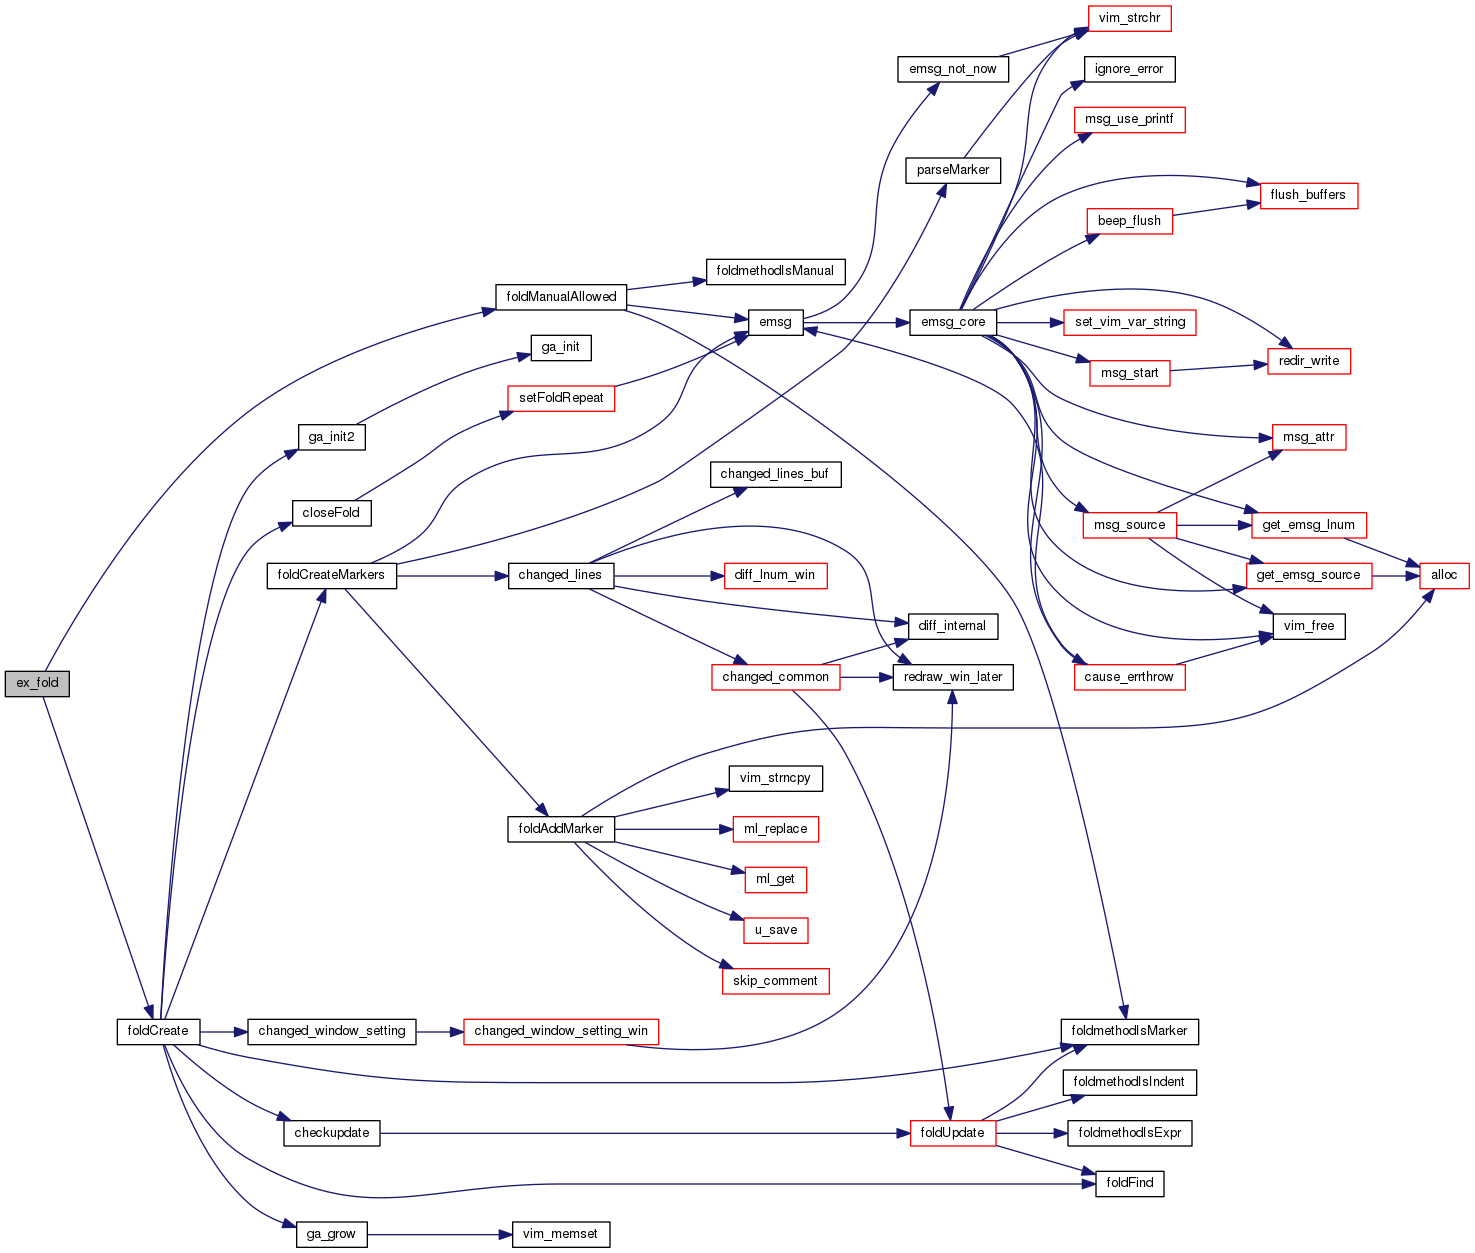 vim_strchr
emsg_not_now
ignore_error
msg_use_printf
parseMarker
flush_buffers
beep_flush
foldmethodIsManual
foldManualAllowed
emsg
emsg_core
set_vim_var_string
ga_init
redir_write
msg_start
setFoldRepeat
ga_init2
msg_attr
changed_lines_buf
closeFold
msg_source
get_emsg_lnum
foldCreateMarkers
changed_lines
diff_lnum_win
get_emsg_source
alloc
diff_internal
vim_free
ex_fold
changed_common
redraw_win_later
cause_errthrow
vim_strncpy
foldAddMarker
ml_replace
ml_get
u_save
skip_comment
foldCreate
changed_window_setting
changed_window_setting_win
foldmethodIsMarker
foldmethodIsIndent
checkupdate
foldUpdate
foldmethodIsExpr
foldFind
ga_grow
vim_memset